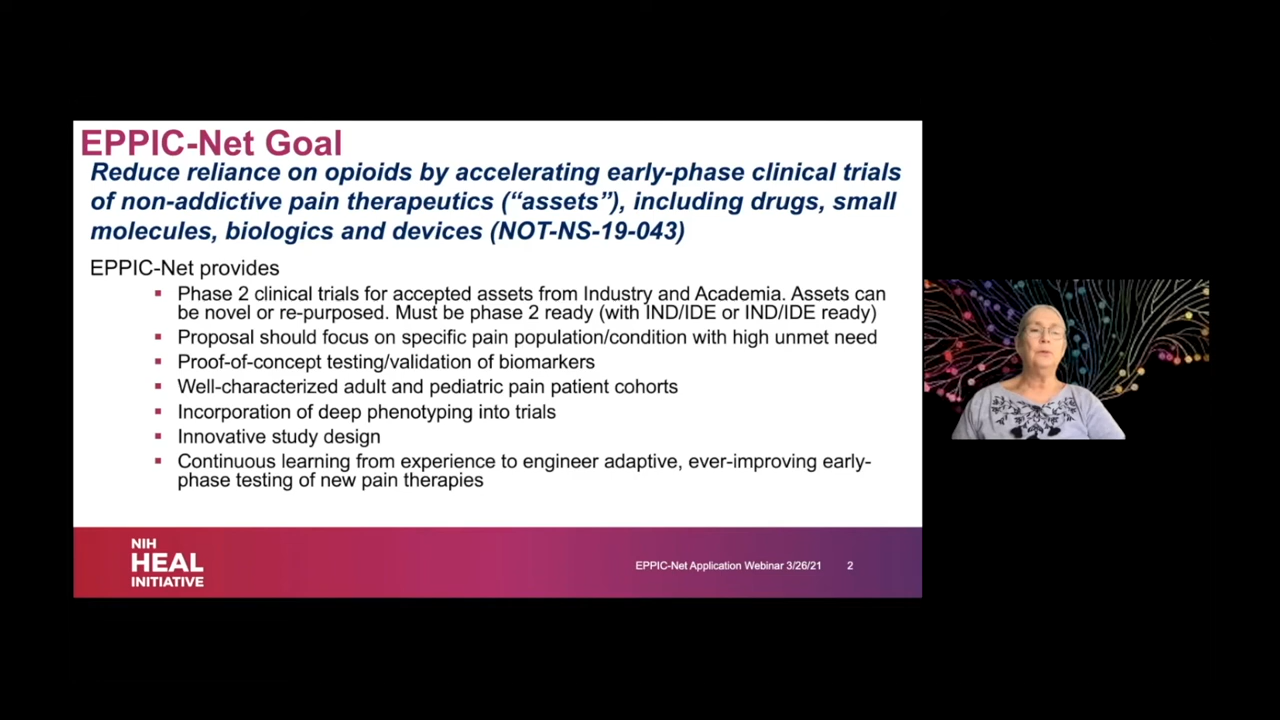 EPPIC-Net Goal
Reduce reliance on opioids by accelerating early-phase clinical trials
of non-addictive pain therapeutics (“assets”), including drugs, small
molecules, biologics and devices (NOT-NS-19-043)
EPPIC-Net provides
▪ Phase 2 clinical trials for accepted assets from Industry and Academia. Assets can
be novel or re-purposed. Must be phase 2 ready (with IND/IDE or IND/IDE ready)
▪ Proposal should focus on specific pain population/condition with high unmet need
▪ Proof-of-concept testing/validation of biomarkers
▪ Well-characterized adult and pediatric pain patient cohorts
▪ Incorporation of deep phenotyping into trials
▪ Innovative study design
▪ Continuous learning from experience to engineer adaptive, ever-improving early-
phase testing of new pain therapies
NIH
HEAL
INITIATIVE
EPPIC-Net Application Webinar 3/26/21 2